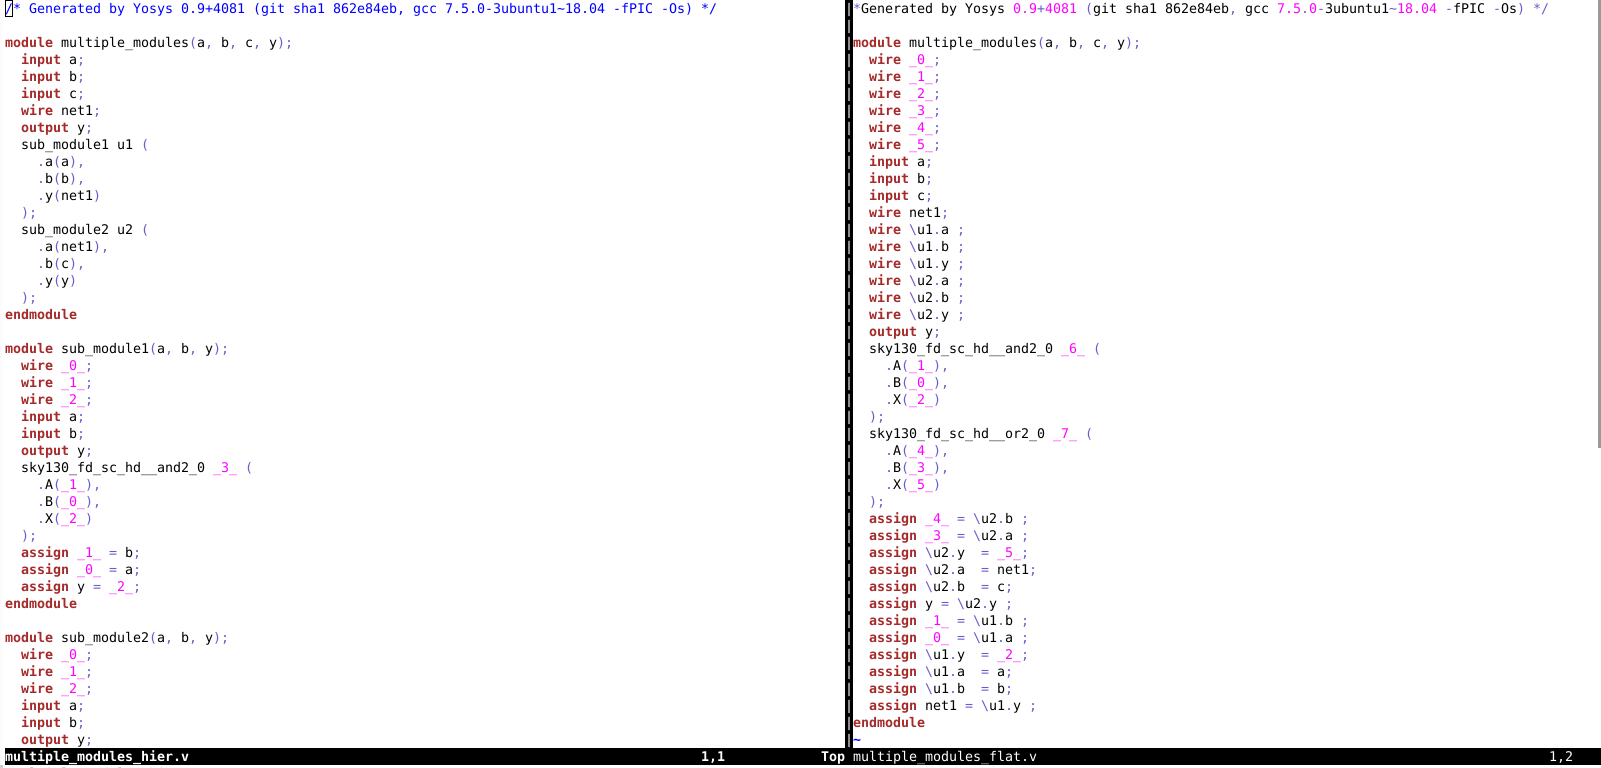 /* Generated by Yosys 0.9+4081 (git sha1 862e84eb, gcc 7.5.0-3ubuntu1~18.04 -fPIC -Os) */

module multiple_modules(a, b, c, y);
  input a;
  input b;
  input c;
  wire net1;
  output y;
  sub_module1 u1 (
    .a(a),
    .b(b),
    .y(net1)
  );
  sub_module2 u2 (
    .a(net1),
    .b(c),
    .y(y)
  );
endmodule

module sub_module1(a, b, y);
  wire _0_;
  wire _1_;
  wire _2_;
  input a;
  input b;
  output y;
  sky130_fd_sc_hd__and2_0 _3_ (
    .A(_1_),
    .B(_0_),
    .X(_2_)
  );
  assign _1_ = b;
  assign _0_ = a;
  assign y = _2_;
endmodule

module sub_module2(a, b, y);
  wire _0_;
  wire _1_;
  wire _2_;
  input a;
  input b;
  output y;
multiple_modules_hier.v 1,1 Top
*Generated by Yosys 0.9+4081 (git sha1 862e84eb, gcc 7.5.0-3ubuntu1~18.04 -fPIC -Os) */

module multiple_modules(a, b, c, y);
  wire _0_;
  wire _1_;
  wire _2_;
  wire _3_;
  wire _4_;
  wire _5_;
  input a;
  input b;
  input c;
  wire net1;
  wire \u1.a ;
  wire \u1.b ;
  wire \u1.y ;
  wire \u2.a ;
  wire \u2.b ;
  wire \u2.y ;
  output y;
  sky130_fd_sc_hd__and2_0 _6_ (
    .A(_1_),
    .B(_0_),
    .X(_2_)
  );
  sky130_fd_sc_hd__or2_0 _7_ (
    .A(_4_),
    .B(_3_),
    .X(_5_)
  );
  assign _4_ = \u2.b ;
  assign _3_ = \u2.a ;
  assign \u2.y  = _5_;
  assign \u2.a  = net1;
  assign \u2.b  = c;
  assign y = \u2.y ;
  assign _1_ = \u1.b ;
  assign _0_ = \u1.a ;
  assign \u1.y  = _2_;
  assign \u1.a  = a;
  assign \u1.b  = b;
  assign net1 = \u1.y ;
endmodule
~
multiple_modules_flat.v 1,2